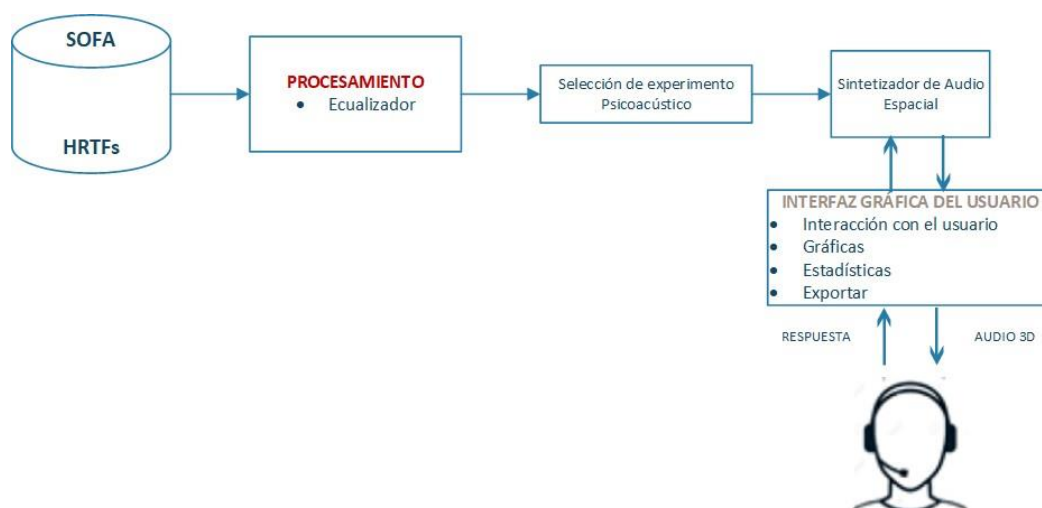 SOFA
HRTFs
PROCESAMIENTO
• Ecualizador
Selección de experimento
Psicoacústico
Sintetizador de Audio
Espacial
INTERFAZ GRÁFICA DEL USUARIO
• Interacción con el usuario
• Gráficas
• Estadísticas
• Exportar
RESPUESTA
AUDIO 3D